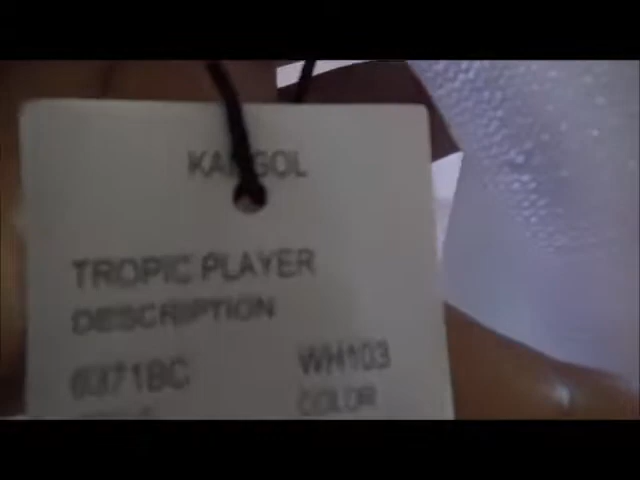 KANGOL
TROPIC PLAYER
DESCRIPTION
6371BC WH103
COLOR